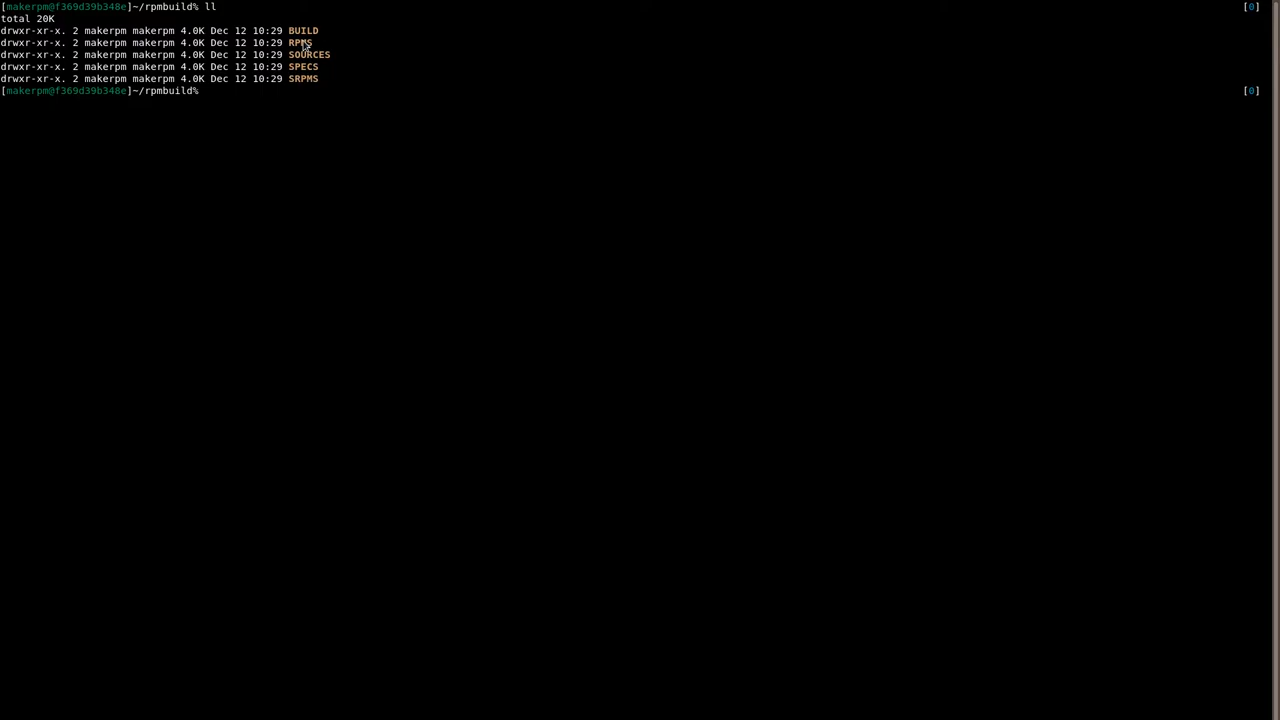 [makerpm@f369d39b348e]~/rpmbuild% ll [0]
total 20K
drwxr-xr-x. 2 makerpm makerpm 4.0K Dec 12 10:29 BUILD
drwxr-xr-x. 2 makerpm makerpm 4.0K Dec 12 10:29 RPMS
drwxr-xr-x. 2 makerpm makerpm 4.0K Dec 12 10:29 SOURCES
drwxr-xr-x. 2 makerpm makerpm 4.0K Dec 12 10:29 SPECS
drwxr-xr-x. 2 makerpm makerpm 4.0K Dec 12 10:29 SRPMS
[makerpm@f369d39b348e]~/rpmbuild% [0]